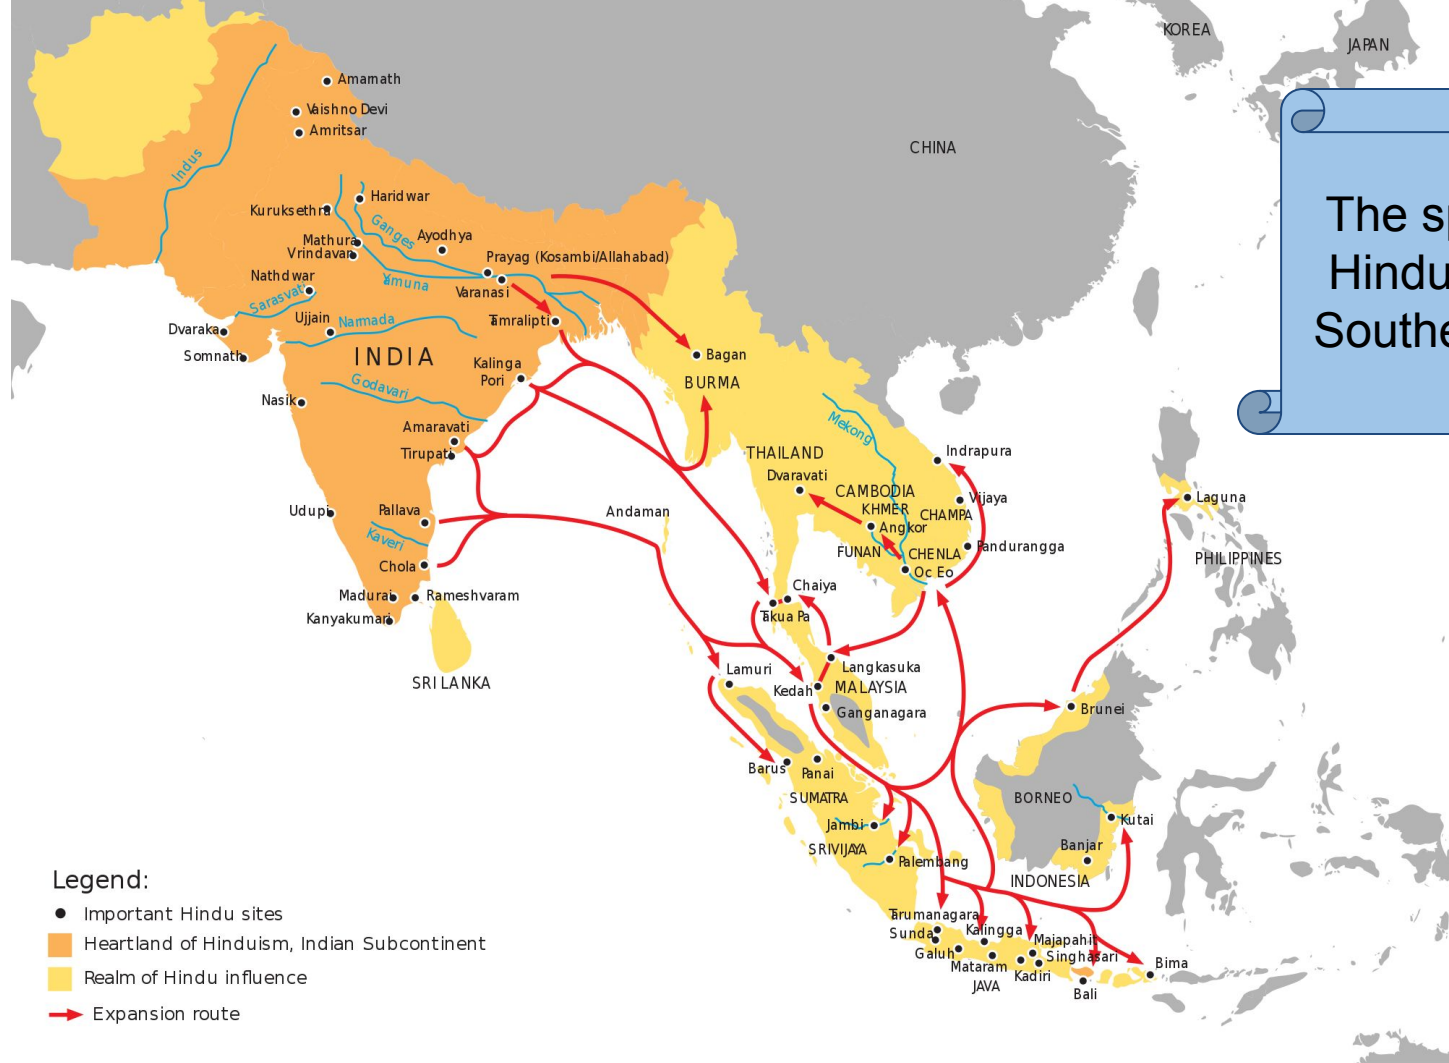 KOREA
JAPAN
Amarnath
Vaishno Devi
Amritsar
CHINA
Indus
Haridwar
Kuruksethra
Ganges
Ayodhya
Mathura
Vrindavan
Prayag (Kosambi/Allahabad)
Nathdwar
Yamuna
Varanasi
Sarasvati
Ujjain
Narmada
Tamralipti
Dvaraka
Somnath
INDIA
Kalinga
Pori
Bagan
BURMA
Godavari
Nasik
Amaravati
Tirupati
Mekong
THAILAND
Indrapura
Dvaravati
CAMBODIA
KHMER
Vijaya
CHAMPA
Laguna
Udupi
Pallava
Andaman
Angkor
Kaveri
FUNAN
CHENLA
Pandurangga
PHILIPPINES
Chola
Oc Eo
Chaiya
Madurai
Rameshvaram
Takua Pa
Kanyakumari
SRI LANKA
Lamuri
Langkasuka
Kedah
MALAYSIA
Ganganagara
Brunei
Barus
Panai
SUMATRA
BORNEO
Jambi
Kutai
SRIVIJAYA
Palembang
Banjar
INDONESIA
Tarumanagara
Sunda
Kalingga
Majapahit
Galuh
Mataram
Singhasari
Kadiri
JAVA
Bali
Bima
The sp
Hindu
Southe
Legend:
Important Hindu sites
Heartland of Hinduism, Indian Subcontinent
Realm of Hindu influence
Expansion route